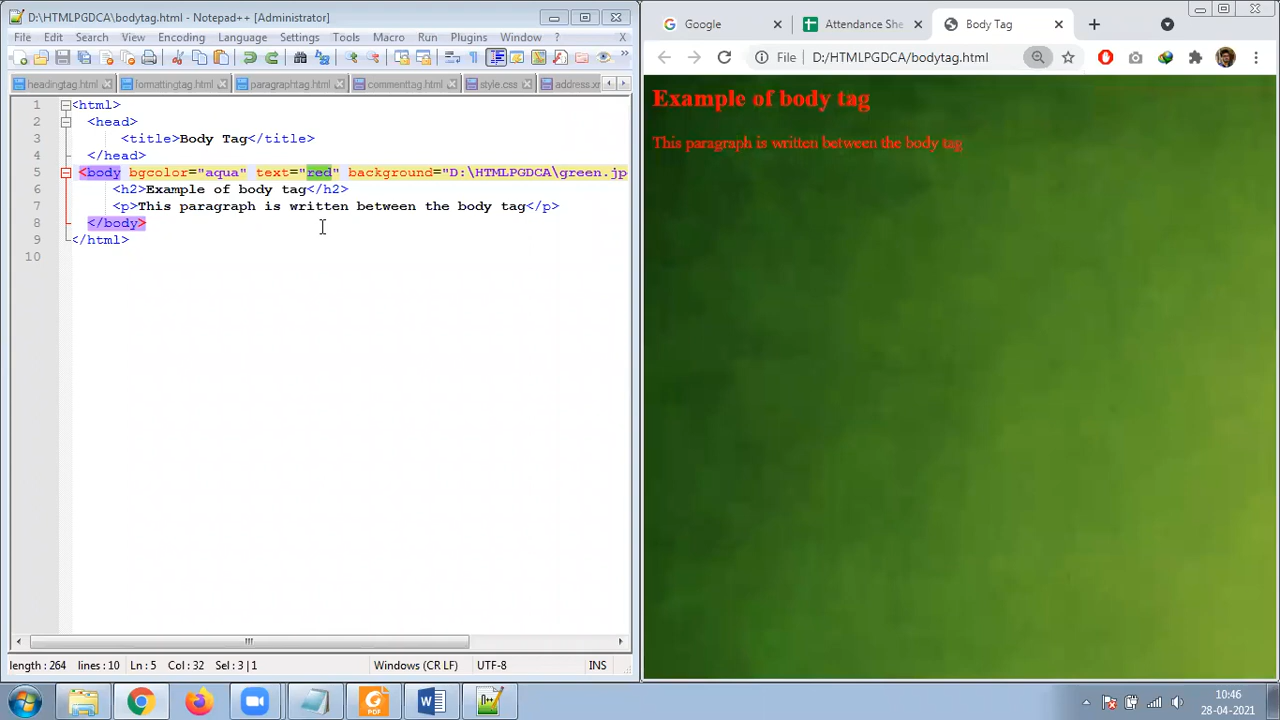 D:\HTMLPGDCA\bodytag.html - Notepad++ [Administrator]
File Edit Search View Encoding Language Settings Tools Macro Run Plugins Window ? X
headingtag.html formattingtag.html paragraphtag.html commenttag.html style.css
1 <html>
2 <head>
3 <title>Body Tag</title>
4 </head>
5 <body bgcolor="aqua" text="red" background="D:\HTMLPGDCA\green.jp
6 <h2>Example of body tag</h2>
7 <p>This paragraph is written between the body tag</p>
8 </body>
9 </html>
10
length : 264 lines : 10 Ln : 5 Col : 32 Sel : 3 | 1 Windows (CR LF) UTF-8 INS
Google Attendance She Body Tag
File D:/HTMLPGDCA/bodytag.html
Example of body tag
This paragraph is written between the body tag
PDF
10:46
28-04-2021